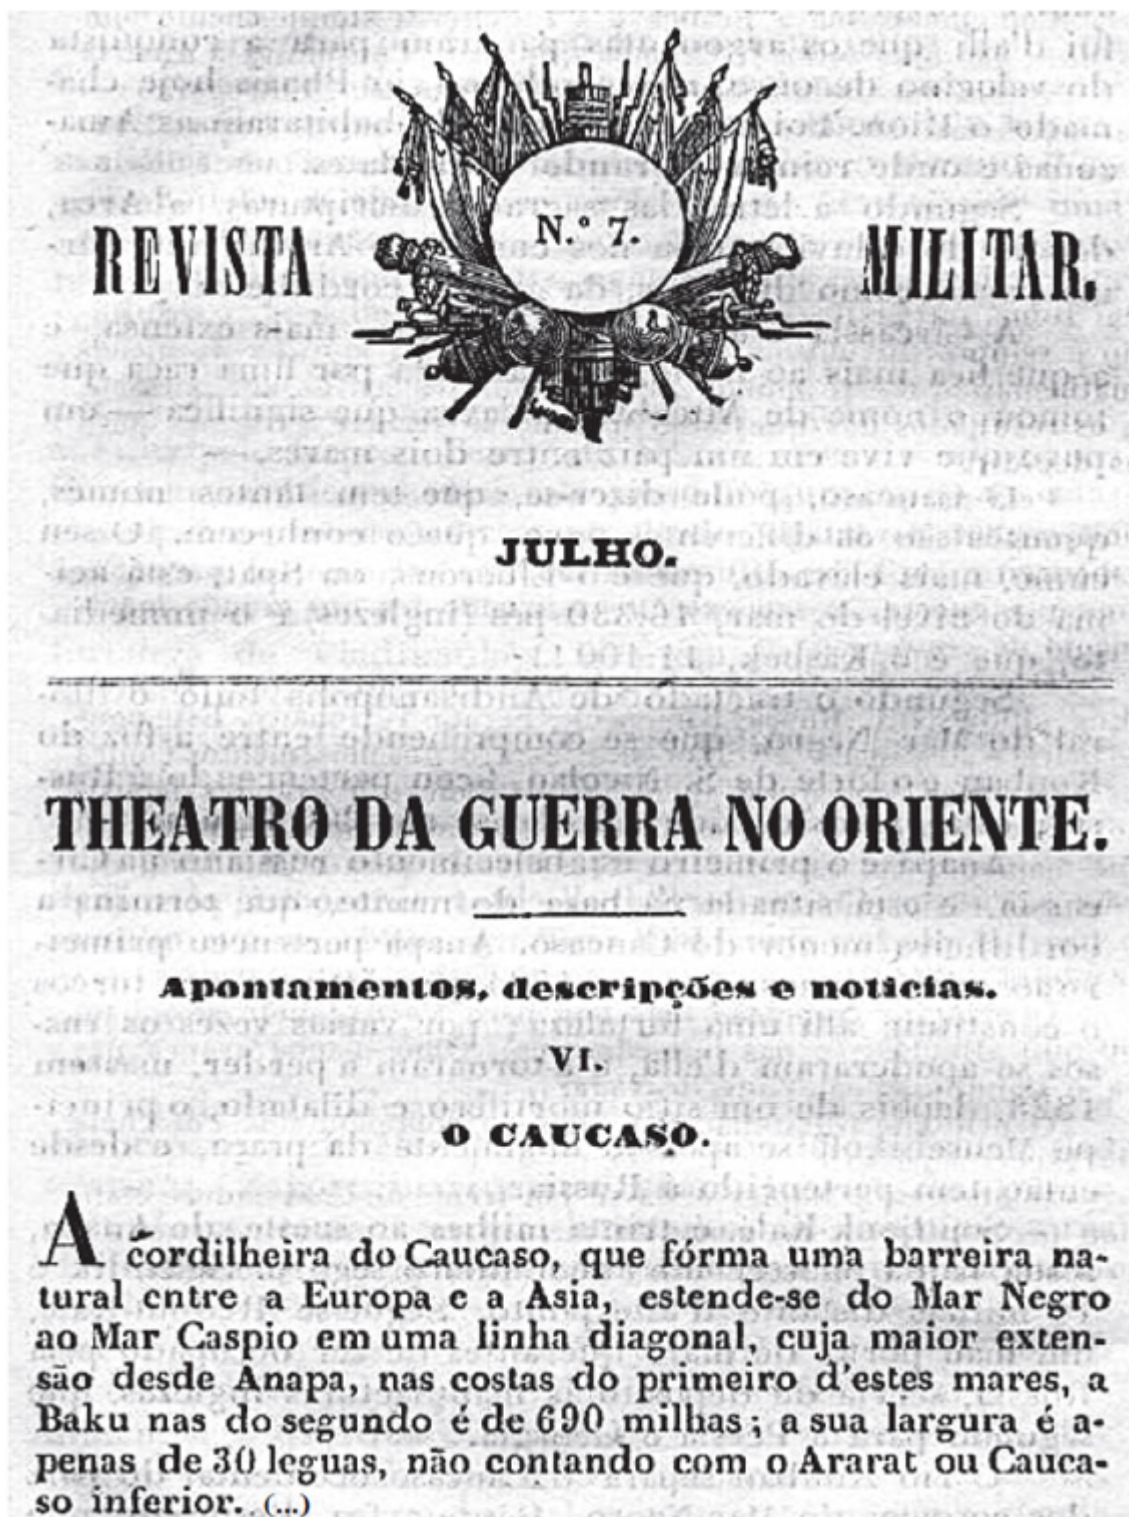 REVISTA N.º 7. MILITAR.
JULHO.
THEATRO DA GUERRA NO ORIENTE.
Apontamentos, descripções e noticias.
VI.
O CAUCASO.
A cordilheira do Caucaso, que fórma uma barreira na-
tural entre a Europa e a Asia, estende-se do Mar Negro
ao Mar Caspio em uma linha diagonal, cuja maior exten-
são desde Anapa, nas costas do primeiro d'estes mares, a
Baku nas do segundo é de 690 milhas; a sua largura é a-
penas de 30 leguas, não contando com o Ararat ou Cauca-
so inferior. (...)